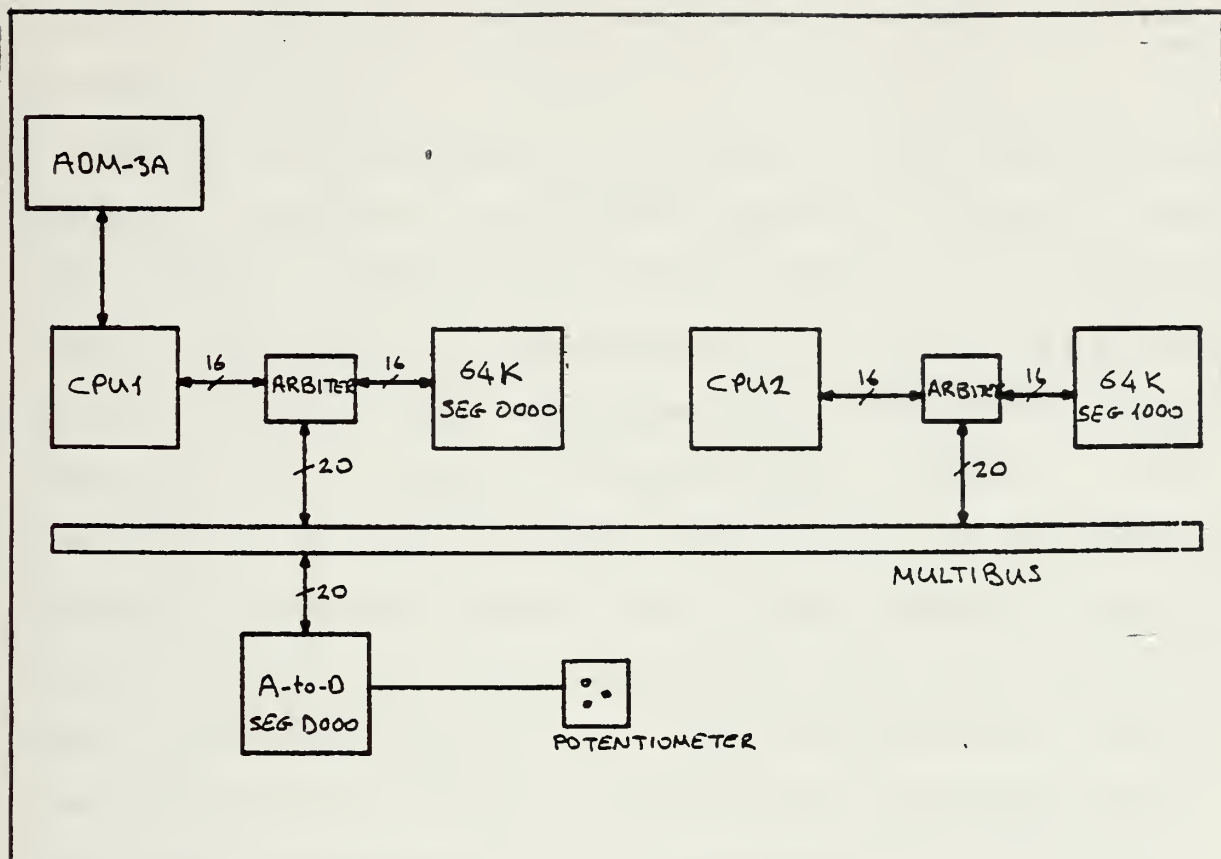 ADM-3A
CPU1
16
ARBITER
16
64K
SEG 0000
CPU2
16
ARBITER
16
64K
SEG 1000
20
20
MULTIBUS
20
A-to-D
SEG D000
POTENTIOMETER